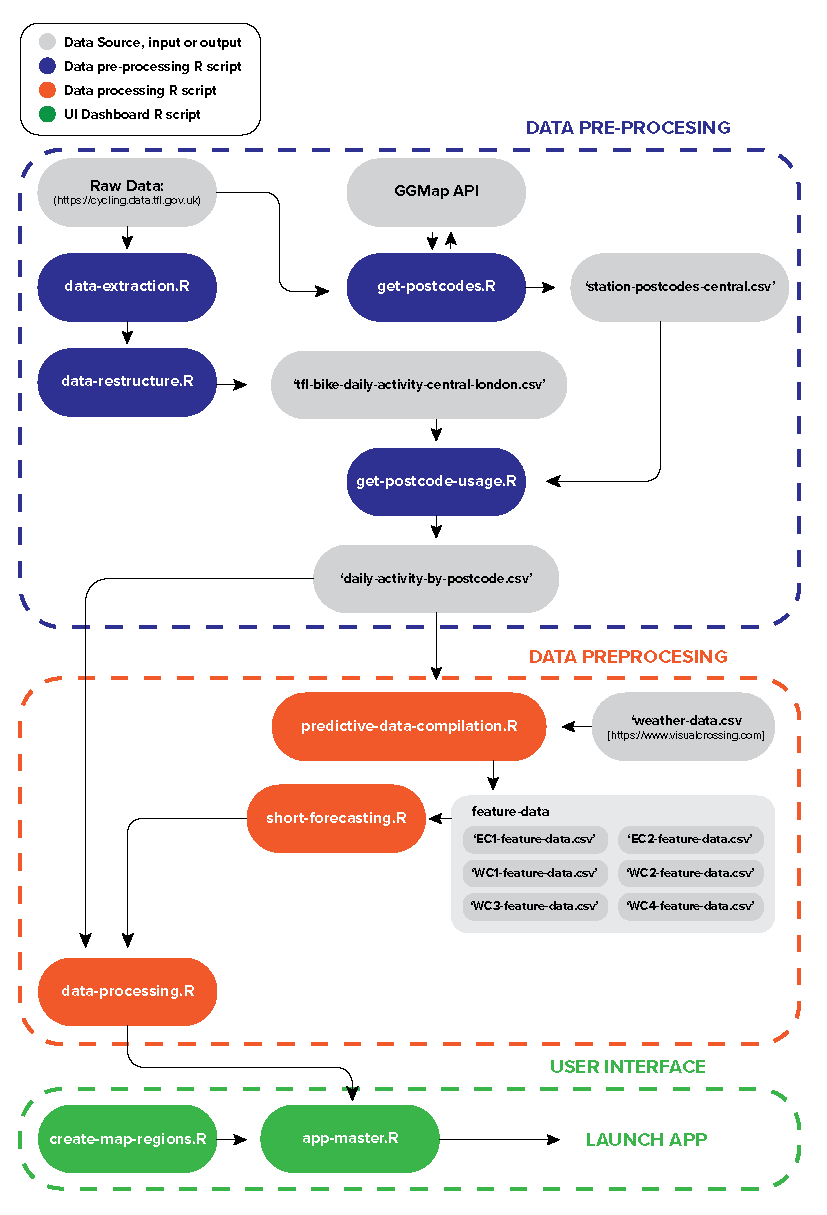 Data Source, input or output
Data pre-processing R script
Data processing R script
UI Dashboard R script
DATA PRE-PROCESING
Raw Data:
(https://cycling.data.tfl.gov.uk)
GGMap API
data-extraction.R
get-postcodes.R
‘station-postcodes-central.csv’
data-restructure.R
‘tfl-bike-daily-activity-central-london.csv’
get-postcode-usage.R
‘daily-activity-by-postcode.csv’
DATA PREPROCESING
predictive-data-compilation.R
‘weather-data.csv
[https://www.visualcrossing.com]
short-forecasting.R
feature-data
‘EC1-feature-data.csv’
‘EC2-feature-data.csv’
‘WC1-feature-data.csv’
‘WC2-feature-data.csv’
‘WC3-feature-data.csv’
‘WC4-feature-data.csv’
data-processing.R
USER INTERFACE
create-map-regions.R
app-master.R
LAUNCH APP